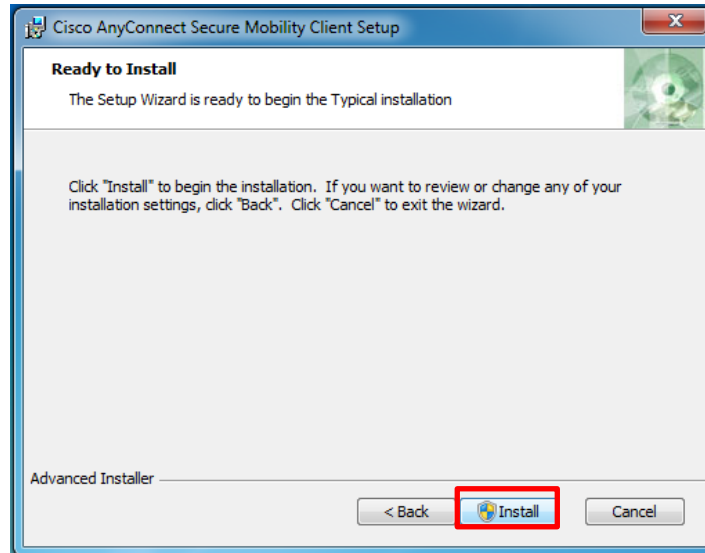 Cisco AnyConnect Secure Mobility Client Setup
Ready to Install
The Setup Wizard is ready to begin the Typical installation
Click "Install" to begin the installation. If you want to review or change any of your
installation settings, click "Back". Click "Cancel" to exit the wizard.
Advanced Installer
< Back Install Cancel